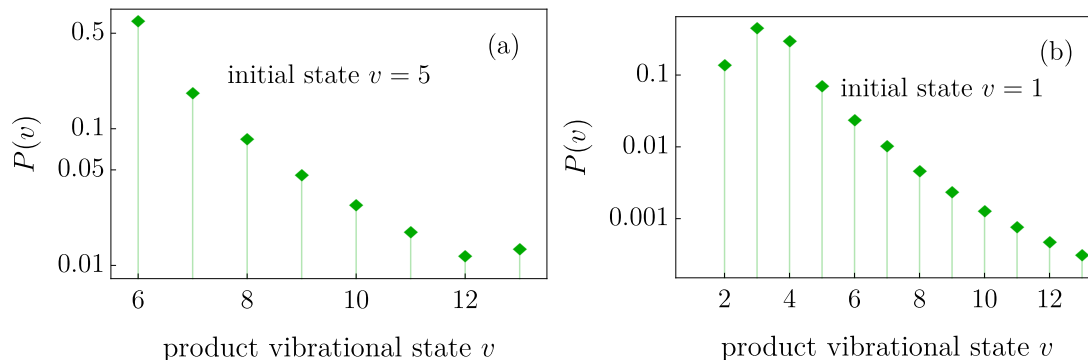 0.5
0.1
0.05
0.01
P(v)
(a)
initial state v = 5
6
8
10
12
product vibrational state v
0.1
0.01
0.001
P(v)
(b)
initial state v = 1
2
4
6
8
10
12
product vibrational state v